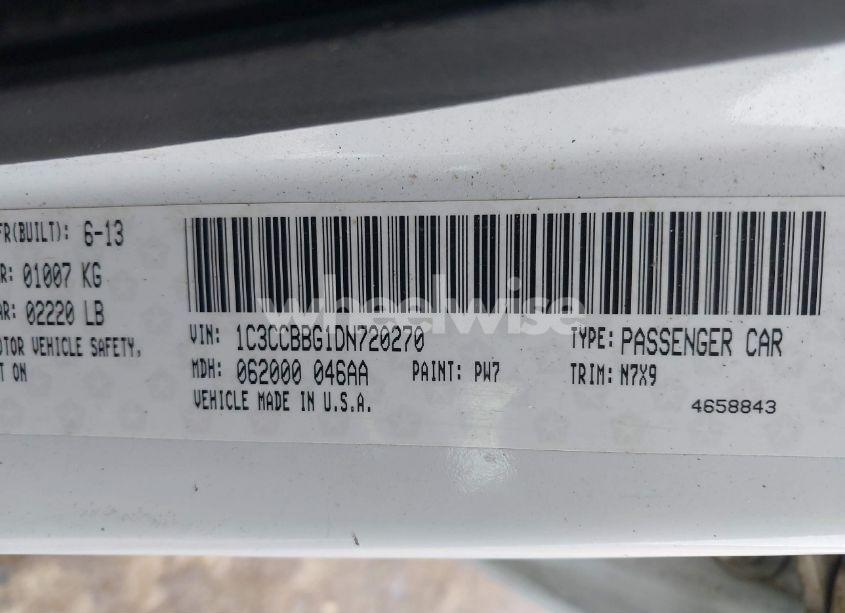 FR(BUILT): 6-13
R: 01007 KG
AR: 02220 LB
OTOR VEHICLE SAFETY,
T ON
wheelwise
VIN: 1C3CCBBG1DN720270
TYPE: PASSENGER CAR
MDH: 062000 046AA
PAINT: PW7
TRIM: N7X9
VEHICLE MADE IN U.S.A.
4658843